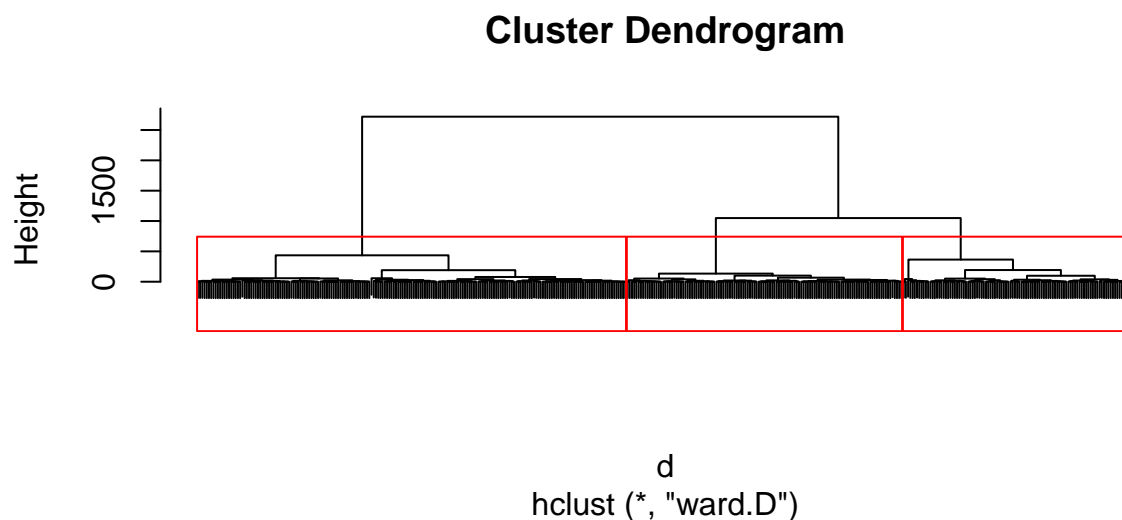 Cluster Dendrogram
Height
1500
0
d
hclust (*, "ward.D")